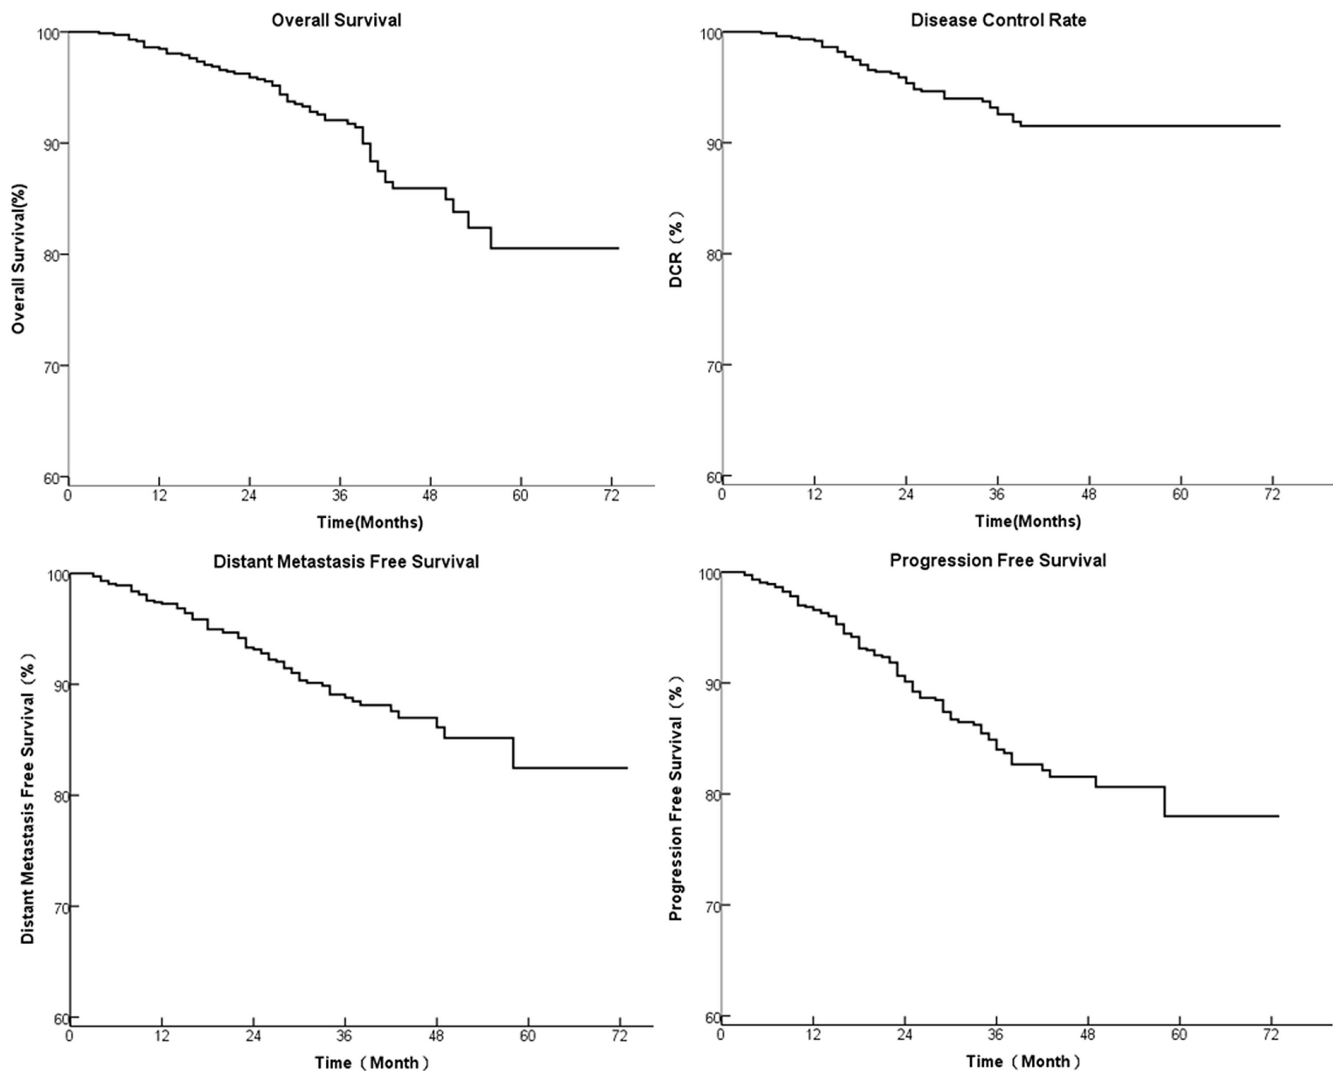 Overall Survival
100
90
80
70
60
0 12 24 36 48 60 72
Overall Survival(%)
Time(Months)
Disease Control Rate
100
90
80
70
60
0 12 24 36 48 60 72
DCR（%）
Time(Months)
Distant Metastasis Free Survival
100
90
80
70
60
0 12 24 36 48 60 72
Distant Metastasis Free Survival（%）
Time（Month）
Progression Free Survival
100
90
80
70
60
0 12 24 36 48 60 72
Progression Free Survival（%）
Time（Month）